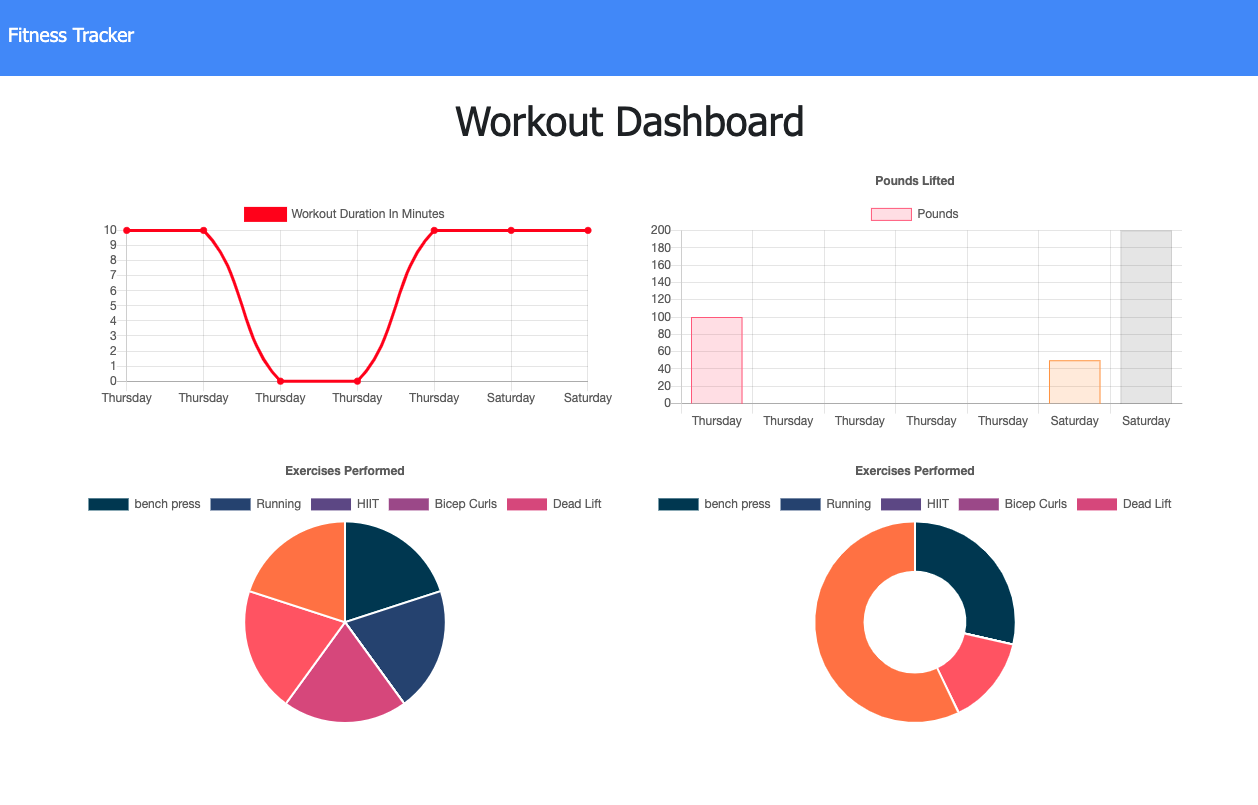 Fitness Tracker
Workout Dashboard
Workout Duration In Minutes
10
9
8
7
6
5
4
3
2
1
0
Thursday Thursday Thursday Thursday Thursday Saturday Saturday
Pounds Lifted
Pounds
200
180
160
140
120
100
80
60
40
20
0
Thursday Thursday Thursday Thursday Thursday Saturday Saturday
Exercises Performed
bench press Running HIIT Bicep Curls Dead Lift
Exercises Performed
bench press Running HIIT Bicep Curls Dead Lift